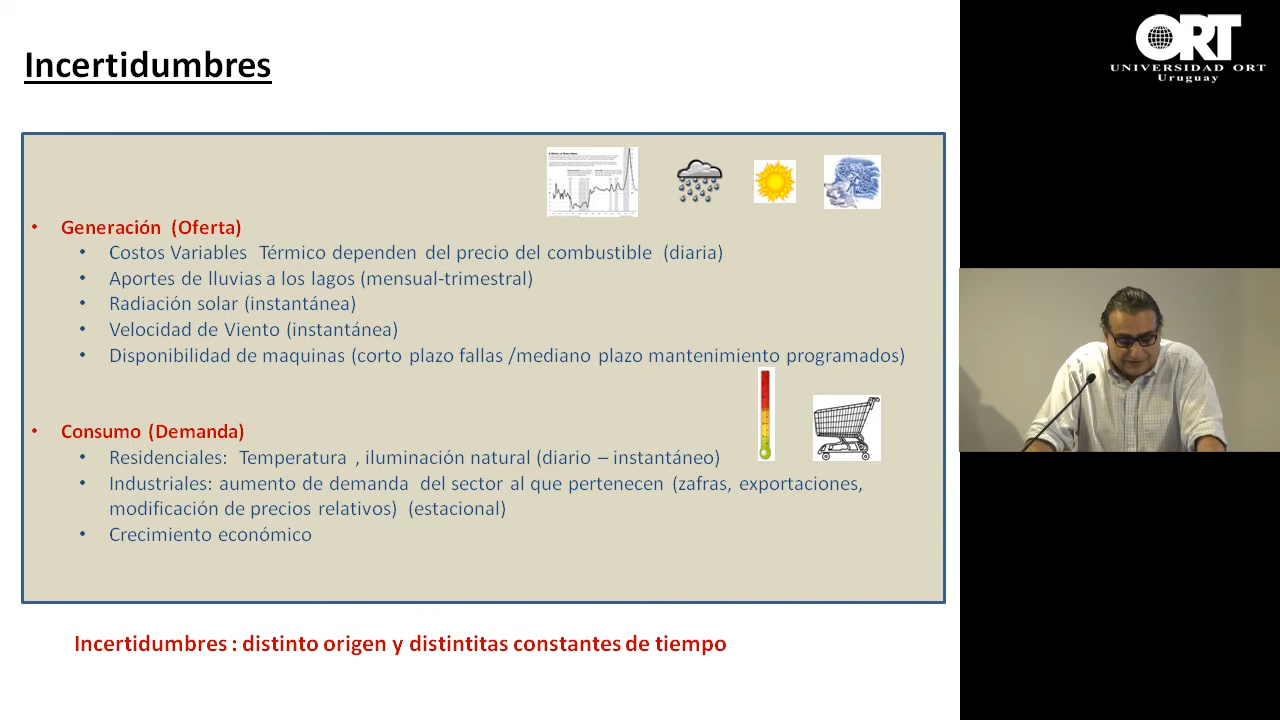 Incertidumbres
ORT
UNIVERSIDAD ORT
Uruguay
• Generación (Oferta)
• Costos Variables Térmico dependen del precio del combustible (diaria)
• Aportes de lluvias a los lagos (mensual-trimestral)
• Radiación solar (instantánea)
• Velocidad de Viento (instantánea)
• Disponibilidad de maquinas (corto plazo fallas /mediano plazo mantenimiento programados)
• Consumo (Demanda)
• Residenciales: Temperatura , iluminación natural (diario – instantáneo)
• Industriales: aumento de demanda del sector al que pertenecen (zafras, exportaciones,
modificación de precios relativos) (estacional)
• Crecimiento económico
Incertidumbres : distinto origen y distintitas constantes de tiempo